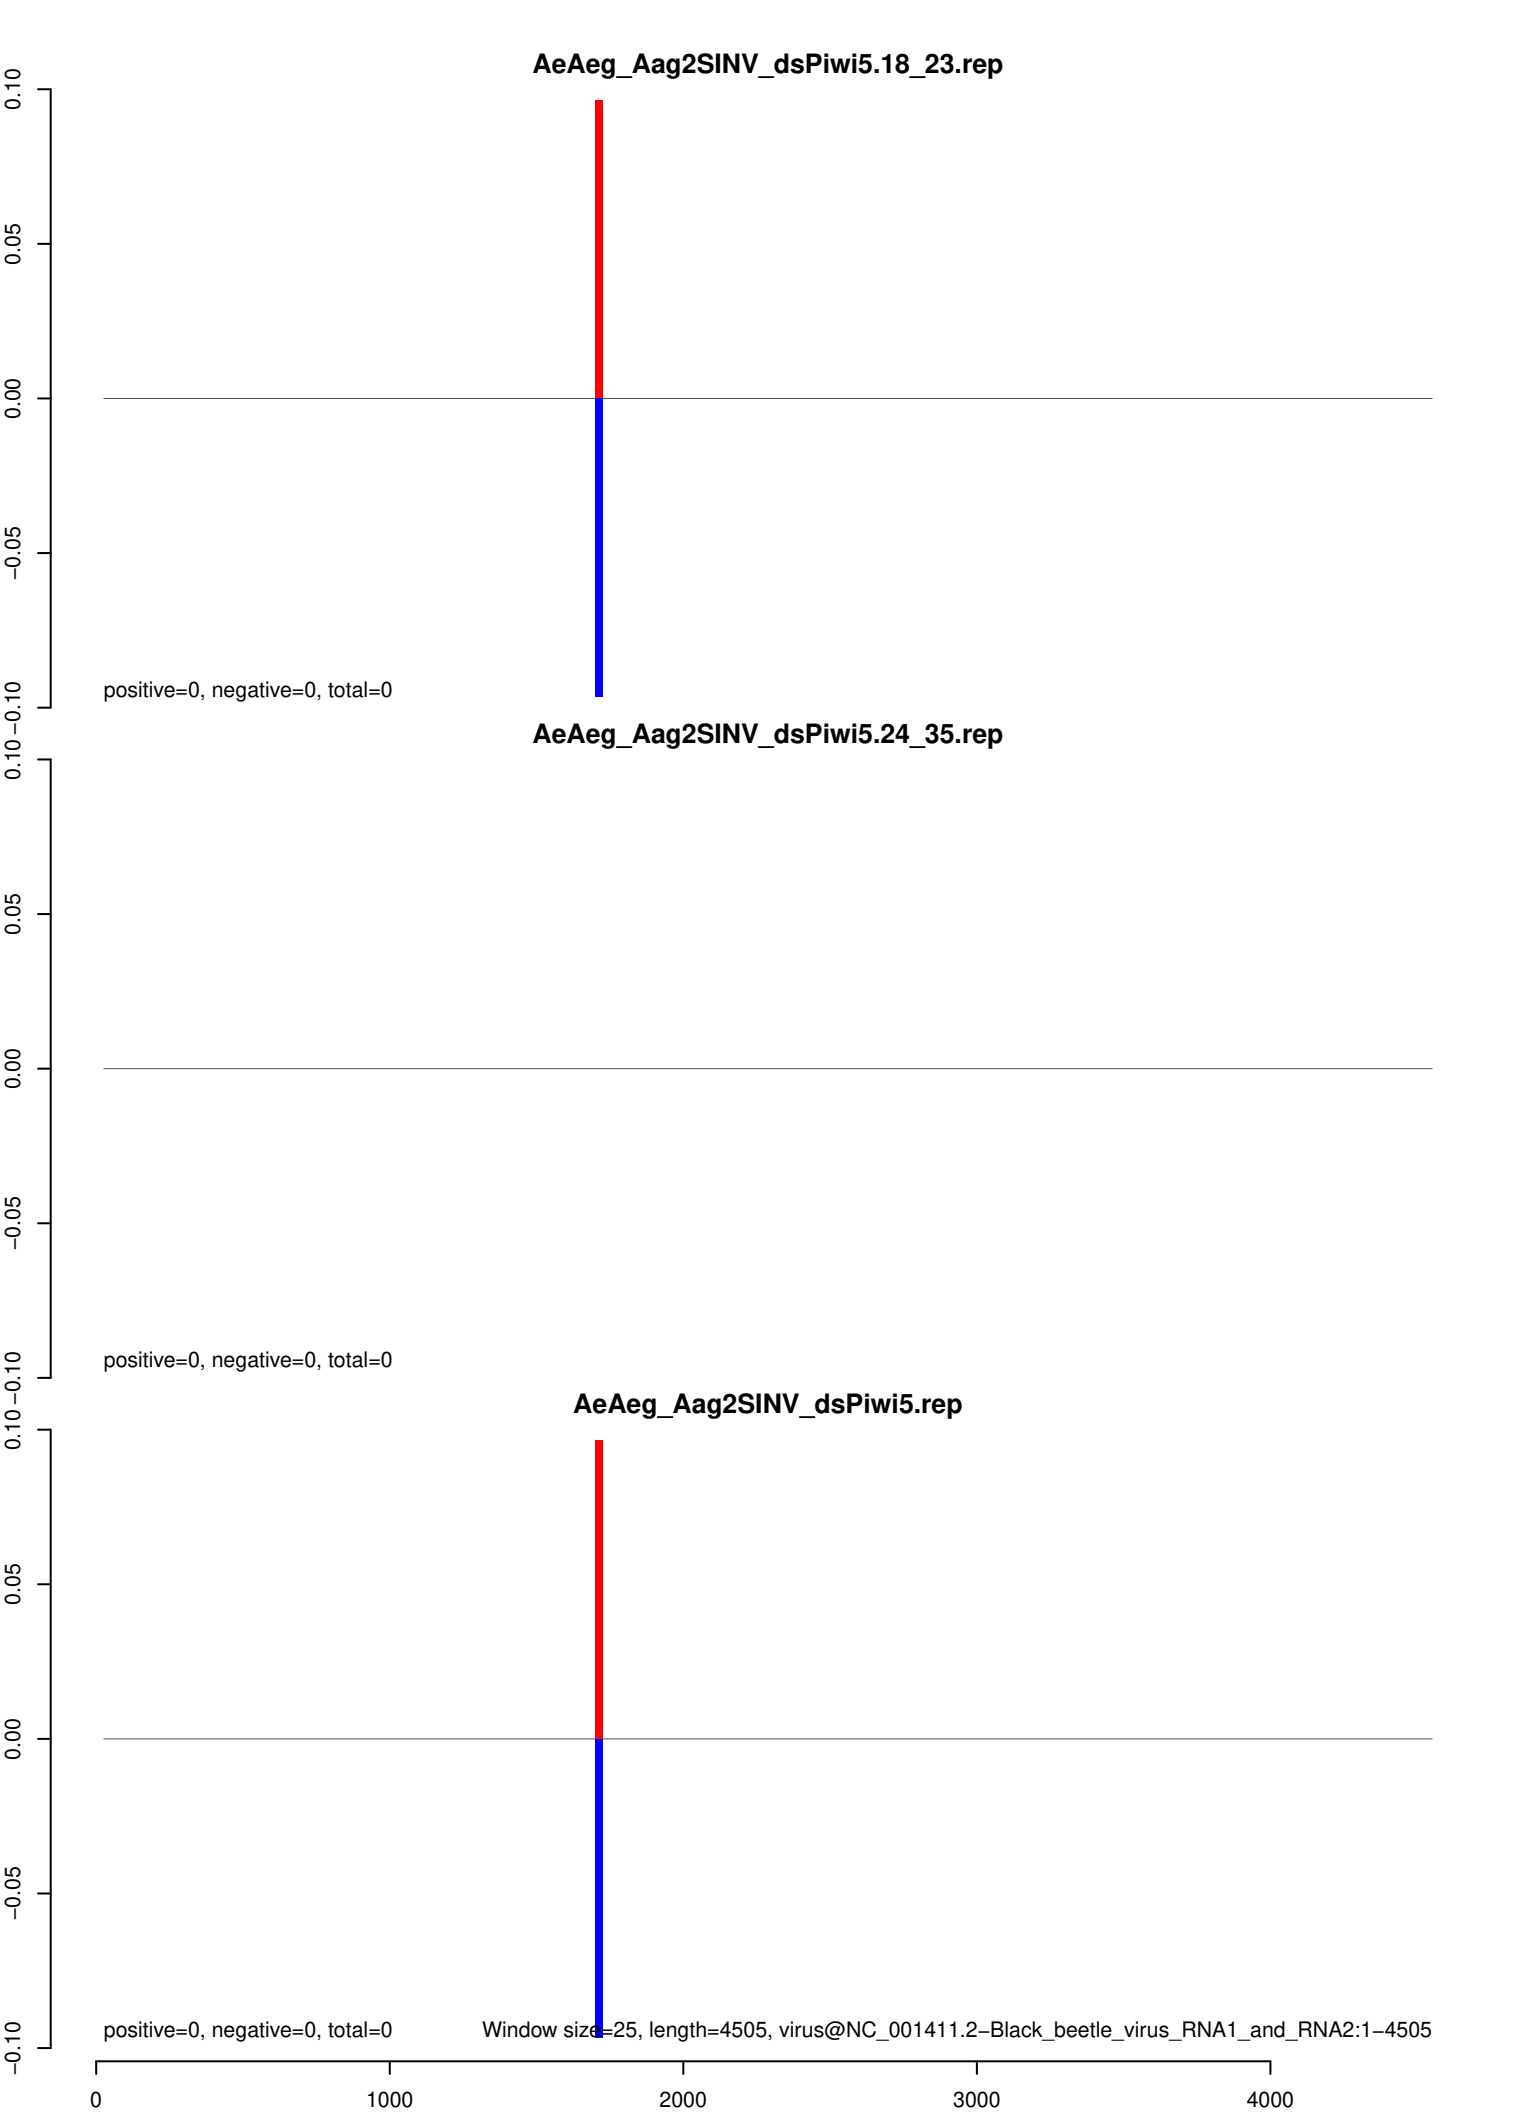 AeAeg_Aag2SINV_dsPiwi5.18_23.rep
0.10
0.05
0.00
−0.05
−0.10
positive=0, negative=0, total=0
AeAeg_Aag2SINV_dsPiwi5.24_35.rep
0.10
0.05
0.00
−0.05
−0.10
positive=0, negative=0, total=0
AeAeg_Aag2SINV_dsPiwi5.rep
0.10
0.05
0.00
−0.05
−0.10
positive=0, negative=0, total=0
Window size=25, length=4505, virus@NC_001411.2−Black_beetle_virus_RNA1_and_RNA2:1−4505
0 1000 2000 3000 4000